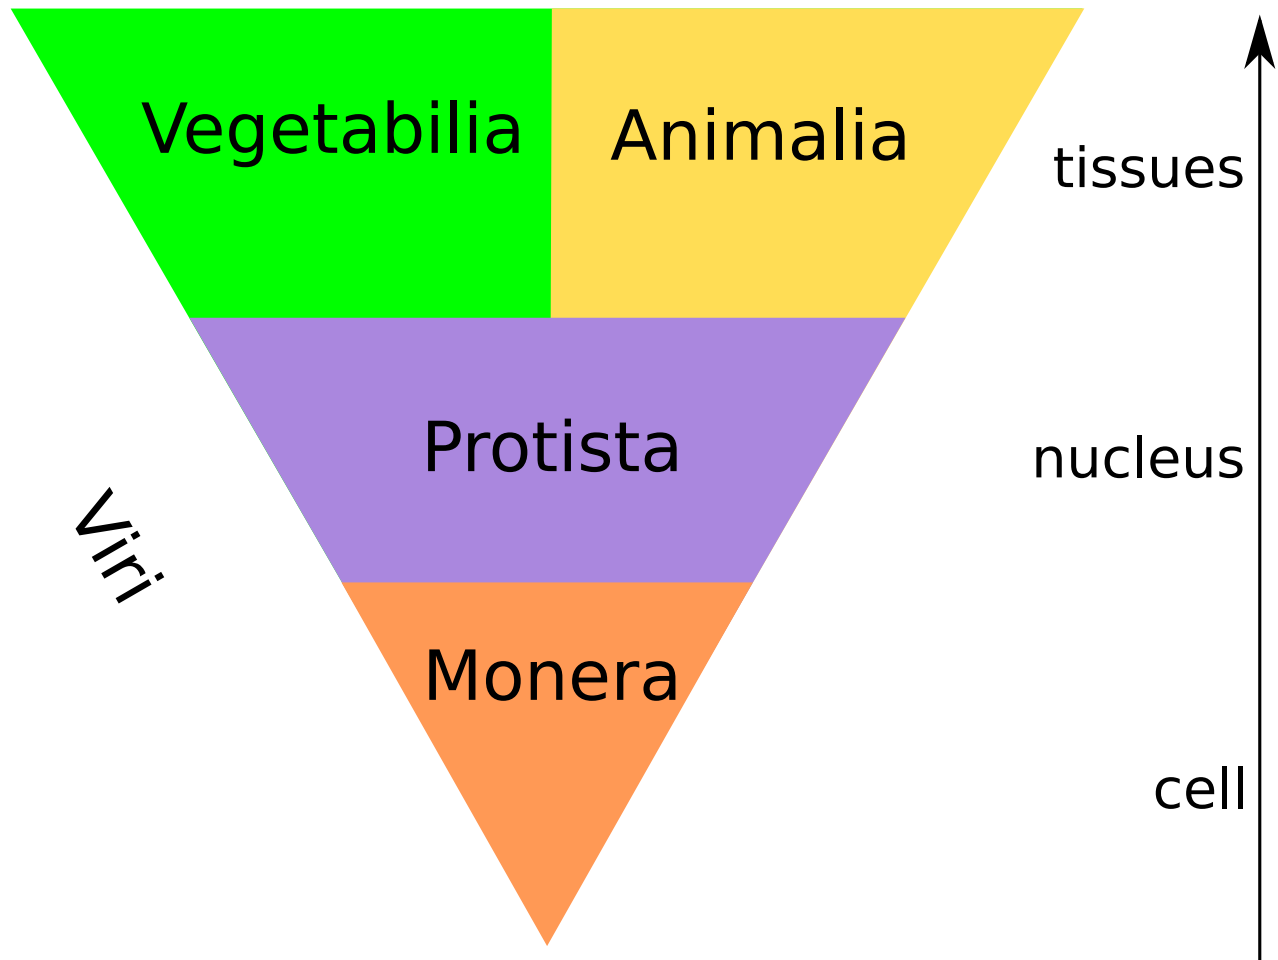 Vegetabilia
Animalia
tissues
Protista
nucleus
Viri
Monera
cell